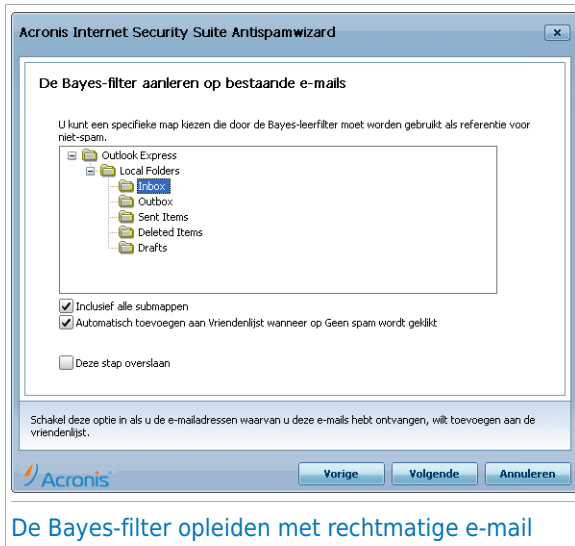 Acronis Internet Security Suite Antispamwizard
De Bayes-filter aanleren op bestaande e-mails
U kunt een specifieke map kiezen die door de Bayes-leerfilter moet worden gebruikt als referentie voor
niet-spam.
Outlook Express
Local Folders
Inbox
Outbox
Sent Items
Deleted Items
Drafts
Inclusief alle submappen
Automatisch toevoegen aan Vriendenlijst wanneer op Geen spam wordt geklikt
Deze stap overslaan
Schakel deze optie in als u de e-mailadressen waarvan u deze e-mails hebt ontvangen, wilt toevoegen aan de
vriendenlijst.
Acronis
Vorige
Volgende
Annuleren
De Bayes-filter opleiden met rechtmatige e-mail